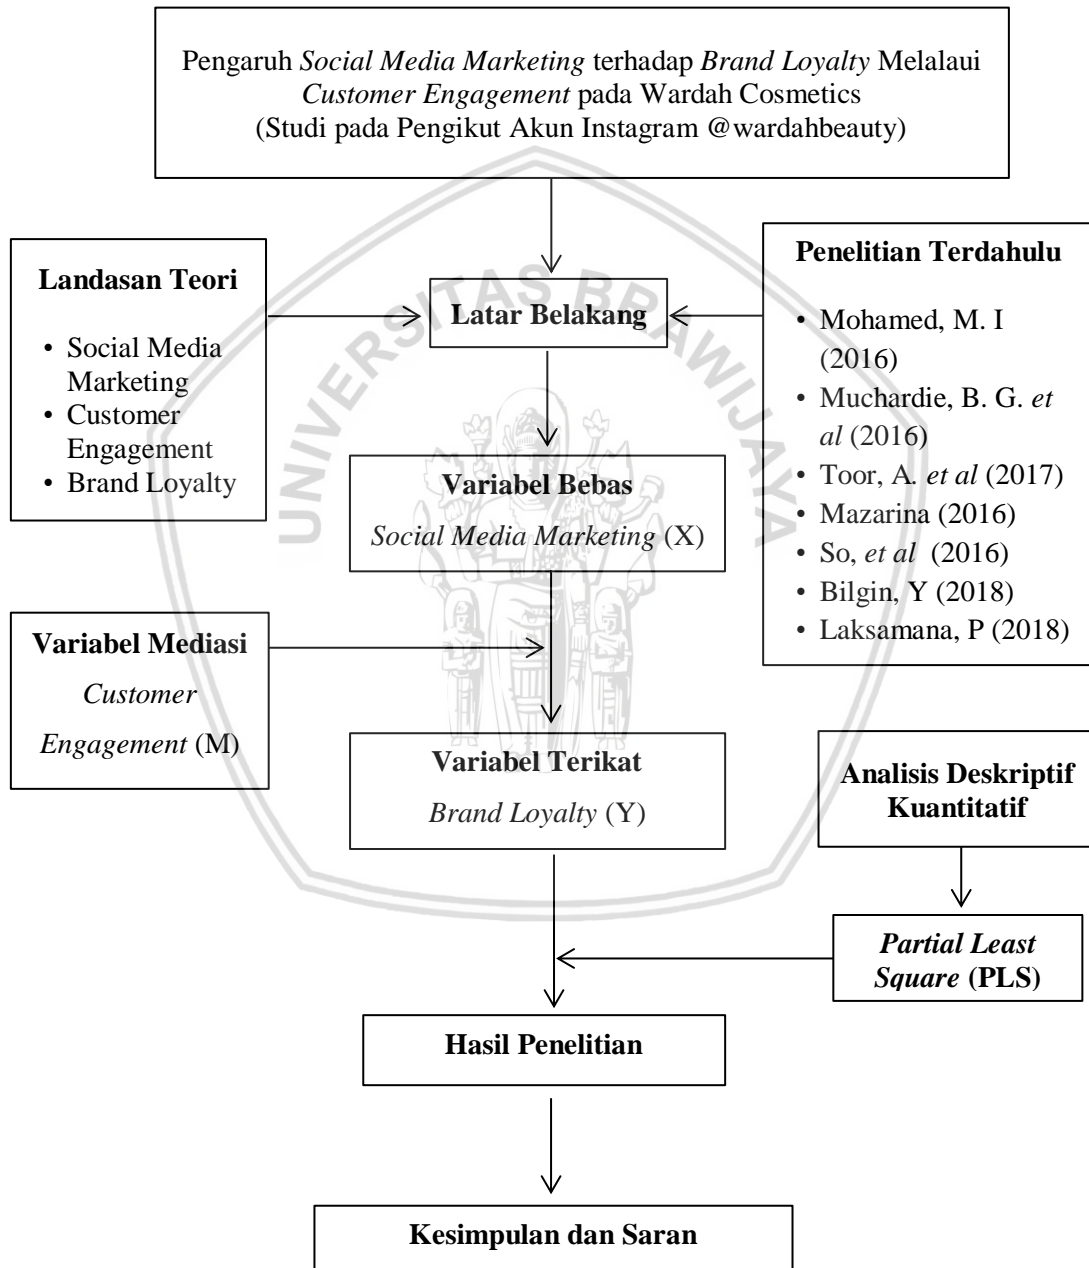 Pengaruh Social Media Marketing terhadap Brand Loyalty Melalaui
Customer Engagement pada Wardah Cosmetics
(Studi pada Pengikut Akun Instagram @wardahbeauty)
Landasan Teori
• Social Media
Marketing
• Customer
Engagement
• Brand Loyalty
Latar Belakang
Penelitian Terdahulu
• Mohamed, M. I
(2016)
• Muchardie, B. G. et
al (2016)
• Toor, A. et al (2017)
• Mazarina (2016)
• So, et al (2016)
• Bilgin, Y (2018)
• Laksamana, P (2018)
Variabel Bebas
Social Media Marketing (X)
Variabel Mediasi
Customer
Engagement (M)
Variabel Terikat
Brand Loyalty (Y)
Analisis Deskriptif
Kuantitatif
Partial Least
Square (PLS)
Hasil Penelitian
Kesimpulan dan Saran
UNIVERSITAS BRAWIJAYA